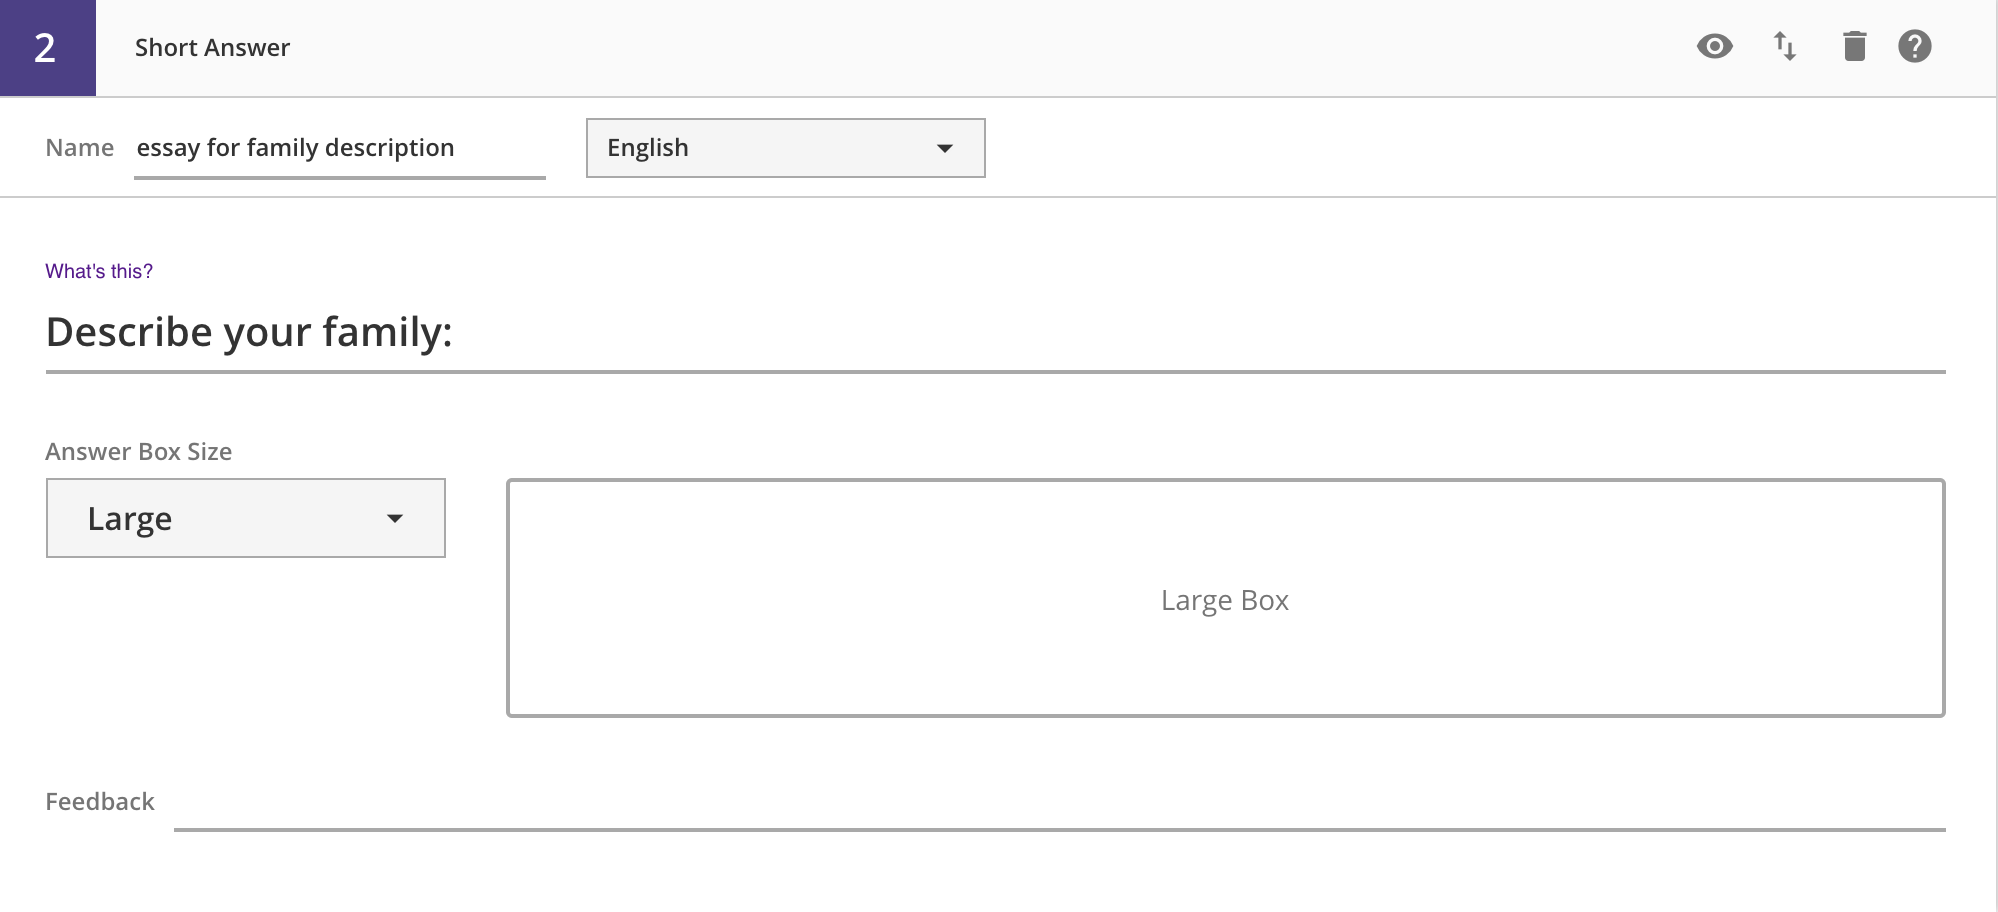 2
Short Answer
Name essay for family description English
What's this?
Describe your family:
Answer Box Size
Large
Large Box
Feedback